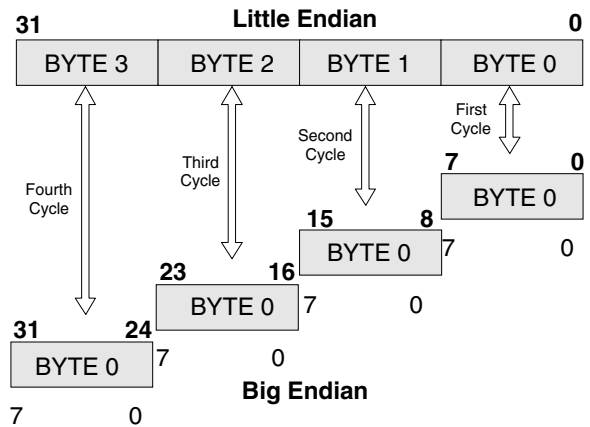 Little Endian
31 0
BYTE 3 BYTE 2 BYTE 1 BYTE 0
First
Cycle
Second
Cycle
Third
Cycle
Fourth
Cycle
7 0
BYTE 0
15 8
7 0
BYTE 0
23 16
7 0
BYTE 0
31 24
7 0
BYTE 0
Big Endian
7 0